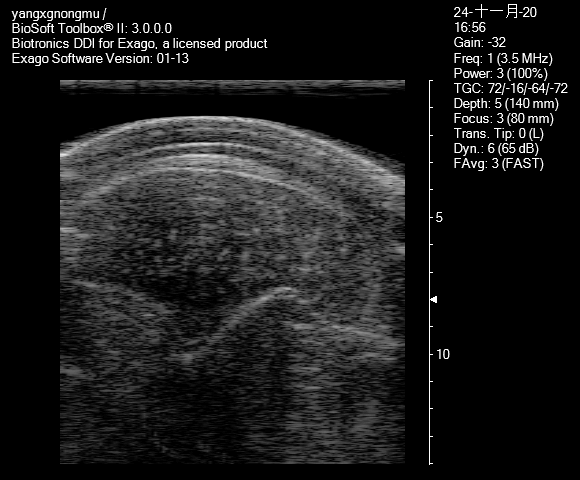 yangxgnongmu /
BioSoft Toolbox® II: 3.0.0.0
Biotronics DDI for Exago, a licensed product
Exago Software Version: 01-13
24-十一月-20
16:56
Gain: -32
Freq: 1 (3.5 MHz)
Power: 3 (100%)
TGC: 72/-16/-64/-72
Depth: 5 (140 mm)
Focus: 3 (80 mm)
Trans. Tip: 0 (L)
Dyn.: 6 (65 dB)
FAvg: 3 (FAST)
5
10